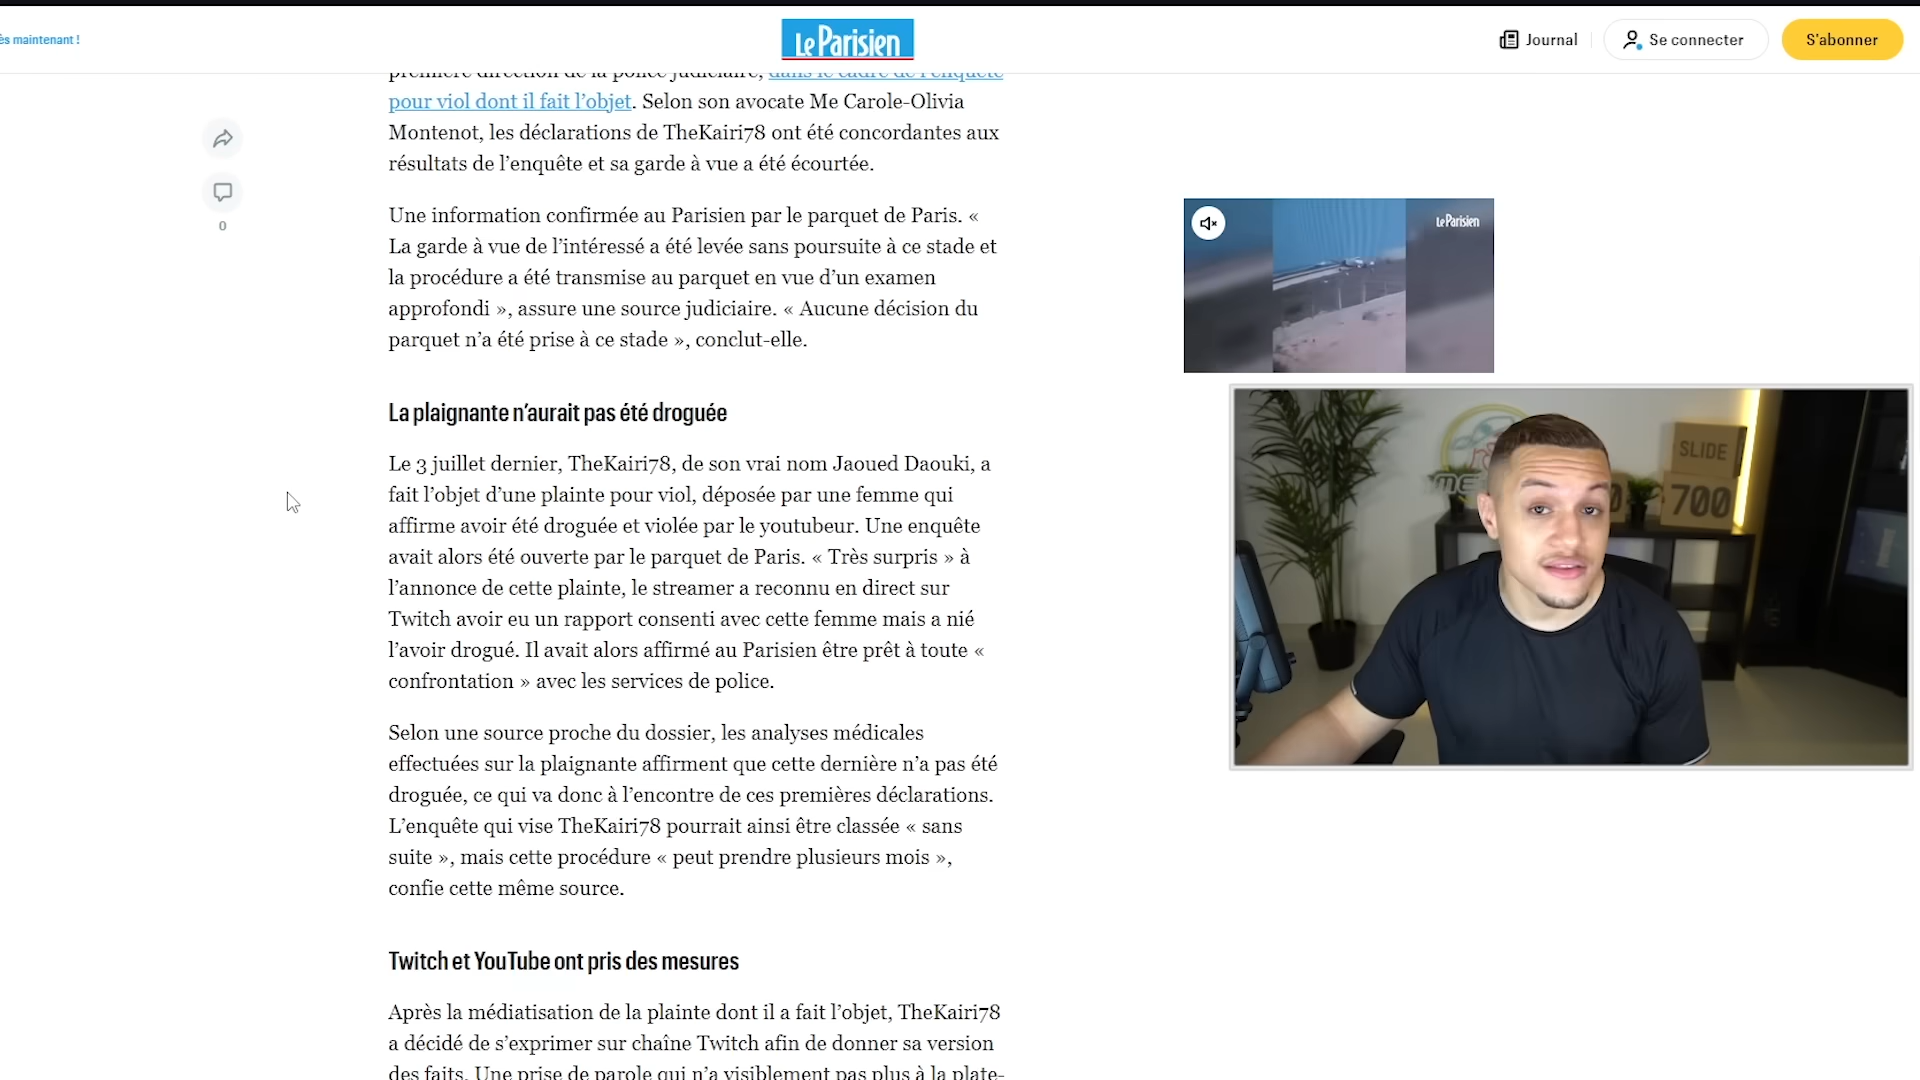 ès maintenant !
Le Parisien
Journal
Se connecter
S'abonner
première direction de la police judiciaire, dans le cadre de l'enquête
pour viol dont il fait l'objet. Selon son avocate Me Carole-Olivia
Montenot, les déclarations de TheKairi78 ont été concordantes aux
résultats de l'enquête et sa garde à vue a été écourtée.
0
Une information confirmée au Parisien par le parquet de Paris. «
La garde à vue de l'intéressé a été levée sans poursuite à ce stade et
la procédure a été transmise au parquet en vue d'un examen
approfondi », assure une source judiciaire. « Aucune décision du
parquet n'a été prise à ce stade », conclut-elle.
Le Parisien
La plaignante n'aurait pas été droguée
Le 3 juillet dernier, TheKairi78, de son vrai nom Jaoued Daouki, a
fait l'objet d'une plainte pour viol, déposée par une femme qui
affirme avoir été droguée et violée par le youtubeur. Une enquête
avait alors été ouverte par le parquet de Paris. « Très surpris » à
l'annonce de cette plainte, le streamer a reconnu en direct sur
Twitch avoir eu un rapport consenti avec cette femme mais a nié
l'avoir drogué. Il avait alors affirmé au Parisien être prêt à toute «
confrontation » avec les services de police.
Selon une source proche du dossier, les analyses médicales
effectuées sur la plaignante affirment que cette dernière n'a pas été
droguée, ce qui va donc à l'encontre de ces premières déclarations.
L'enquête qui vise TheKairi78 pourrait ainsi être classée « sans
suite », mais cette procédure « peut prendre plusieurs mois »,
confie cette même source.
Twitch et YouTube ont pris des mesures
Après la médiatisation de la plainte dont il a fait l'objet, TheKairi78
a décidé de s'exprimer sur chaîne Twitch afin de donner sa version
des faits. Une prise de parole qui n'a visiblement pas plus à la plate-
SLIDE
700